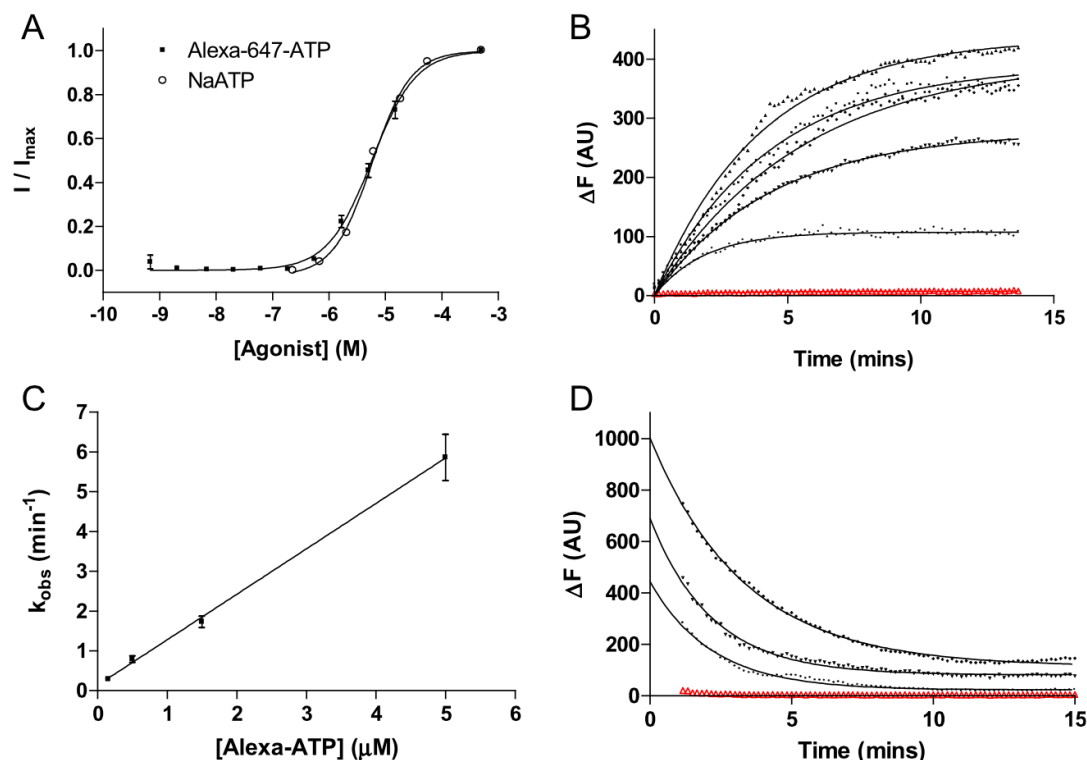 A
Alexa-647-ATP
NaATP
I / Imax
1.0
0.8
0.6
0.4
0.2
0.0
-10 -9 -8 -7 -6 -5 -4 -3
[Agonist] (M)
B
ΔF (AU)
400
300
200
100
0
0 5 10 15
Time (mins)
C
kobs (min-1)
7
6
5
4
3
2
1
0
0 1 2 3 4 5 6
[Alexa-ATP] (μM)
D
ΔF (AU)
1000
800
600
400
200
0
0 5 10 15
Time (mins)